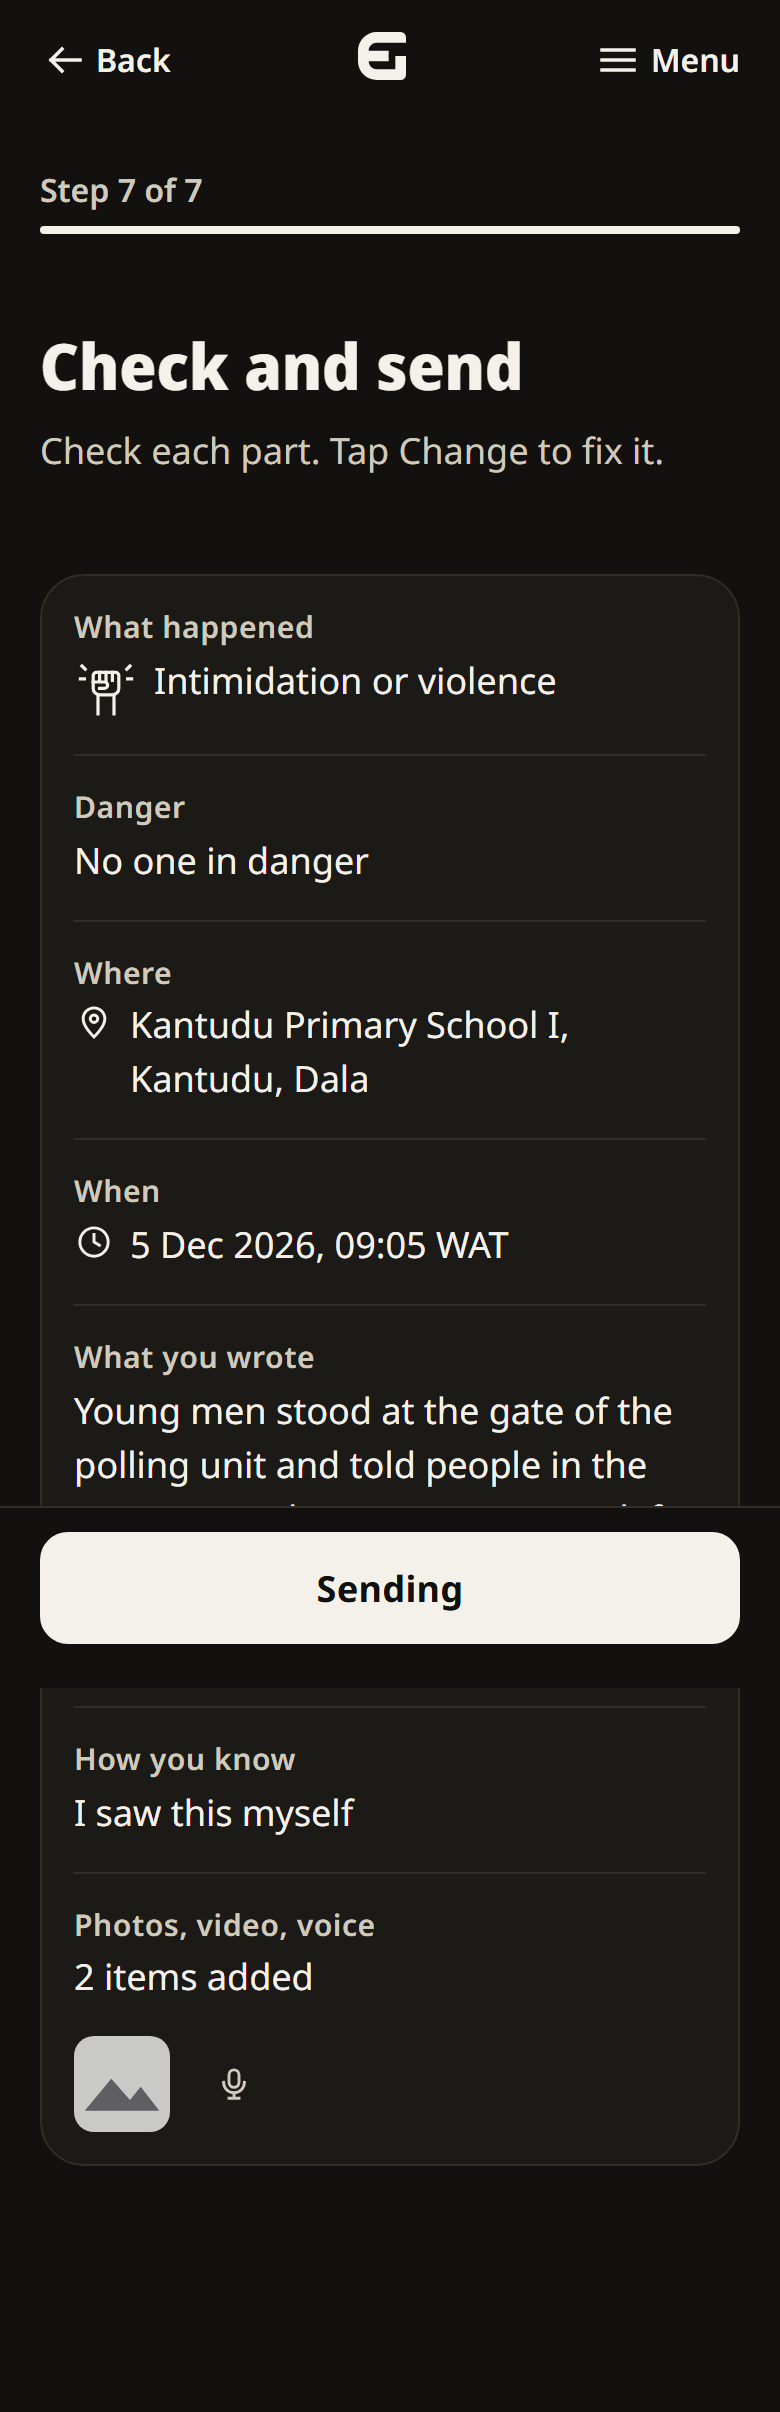 Back
Menu
Step 7 of 7
Check and send
Check each part. Tap Change to fix it.
What happened
Intimidation or violence
Danger
No one in danger
Where
Kantudu Primary School I,
Kantudu, Dala
When
5 Dec 2026, 09:05 WAT
What you wrote
Young men stood at the gate of the
polling unit and told people in the
Sending
How you know
I saw this myself
Photos, video, voice
2 items added